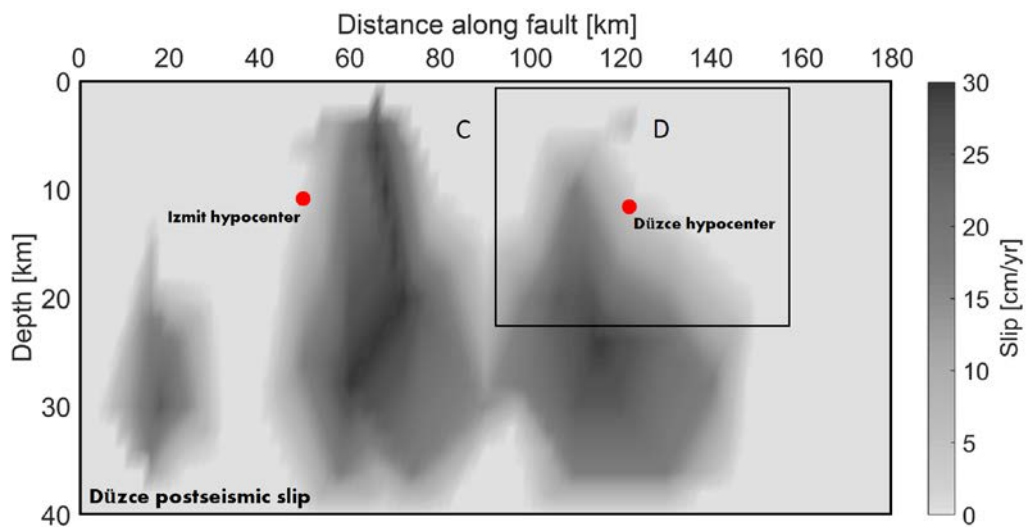 Distance along fault [km]
0 20 40 60 80 100 120 140 160 180
0
10
20
30
40
Depth [km]
C
D
Izmit hypocenter
Düzce hypocenter
Düzce postseismic slip
30
25
20
15
10
5
0
Slip [cm/yr]